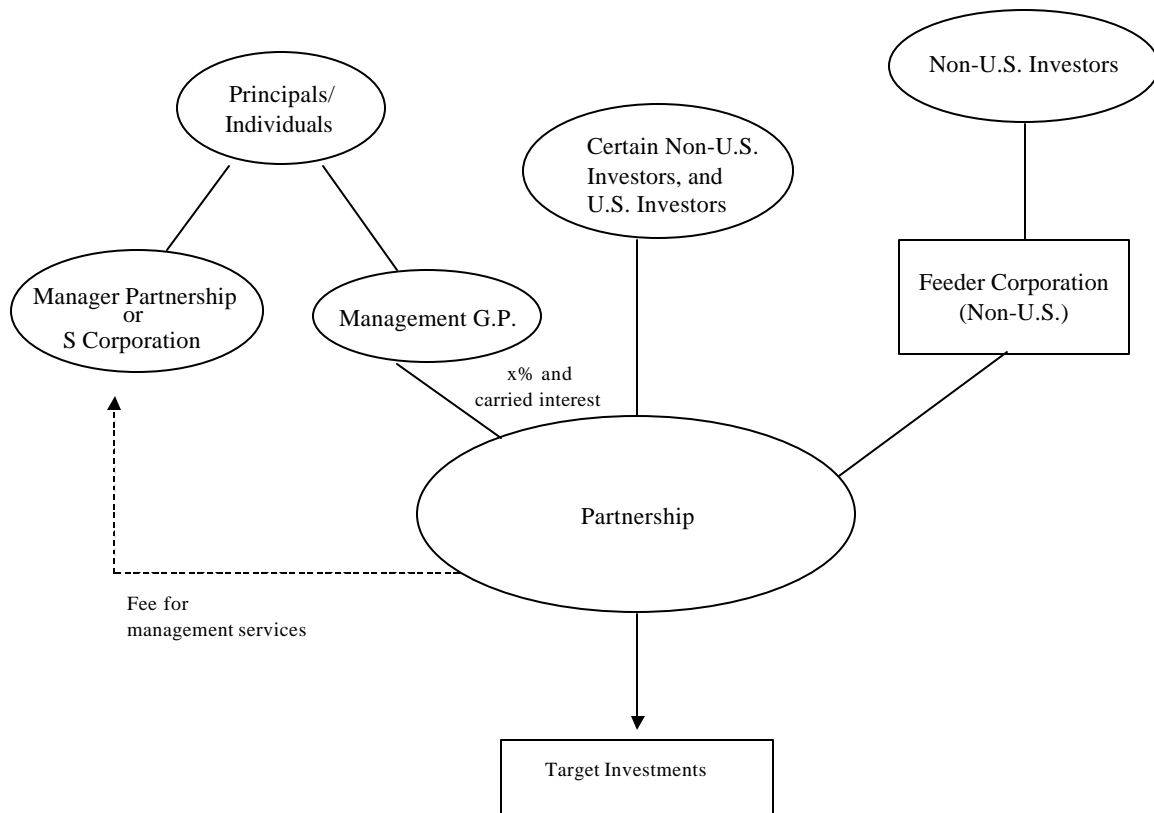 Non-U.S. Investors
Principals/
Individuals
Certain Non-U.S.
Investors, and
U.S. Investors
Manager Partnership
or
S Corporation
Management G.P.
Feeder Corporation
(Non-U.S.)
x% and
carried interest
Partnership
Fee for
management services
Target Investments